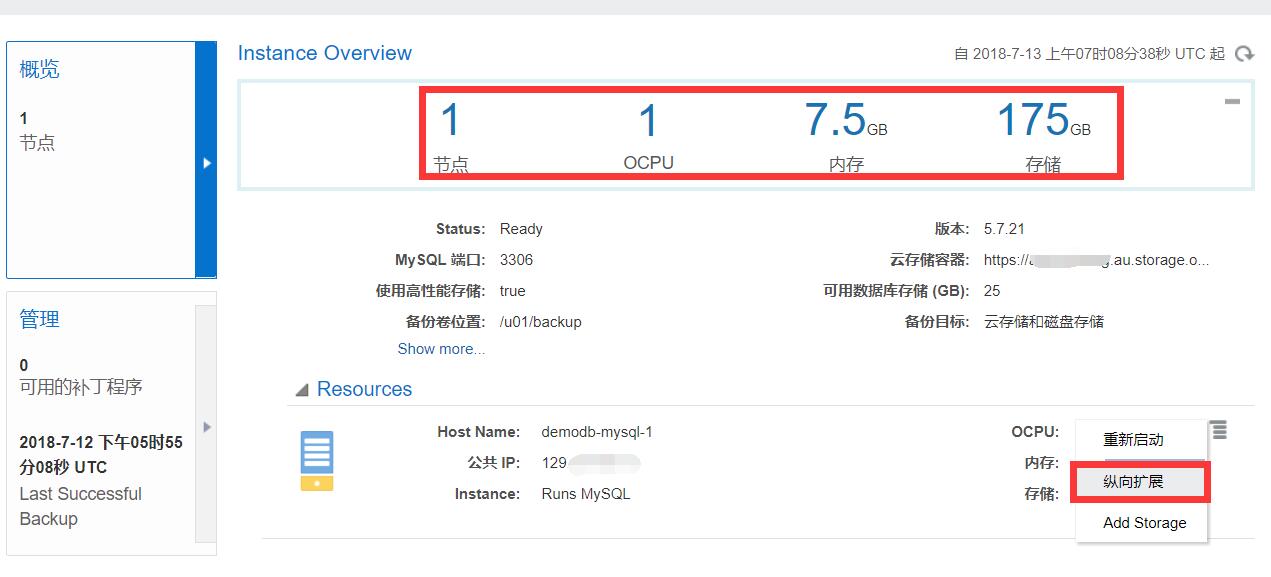 概览
1
节点
管理
0
可用的补丁程序
2018-7-12 下午05时55
分08秒 UTC
Last Successful
Backup
Instance Overview
自 2018-7-13 上午07时08分38秒 UTC 起
1 1 7.5GB 175GB
节点 OCPU 内存 存储
Status: Ready 版本: 5.7.21
MySQL 端口: 3306 云存储容器: https:// .au.storage.o...
使用高性能存储: true 可用数据库存储 (GB): 25
备份卷位置: /u01/backup 备份目标: 云存储和磁盘存储
Show more...
Resources
Host Name: demodb-mysql-1 OCPU:
公共 IP: 129 内存:
Instance: Runs MySQL 存储:
重新启动
纵向扩展
Add Storage